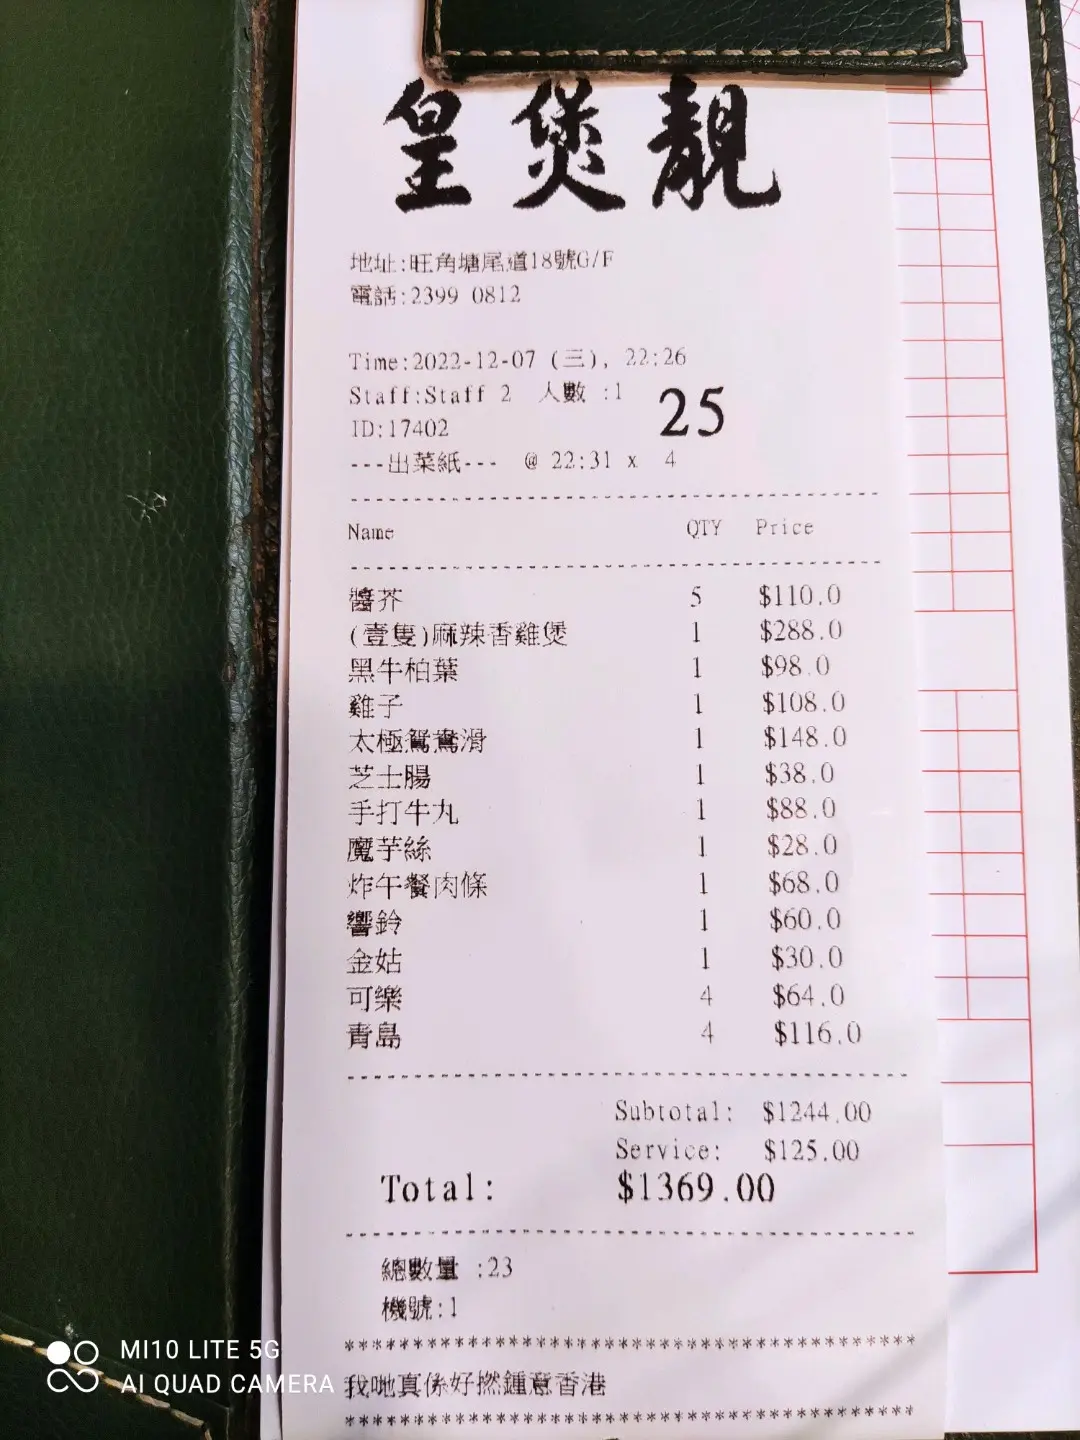 皇煲靚
地址:旺角塘尾道18號G/F
電話:2399 0812
Time:2022-12-07 (三), 22:26
Staff:Staff 2 人數 :1
25
ID:17402
---出菜紙--- @ 22:31 x 4
Name QTY Price
醬芥 5 $110.0
(壹隻)麻辣香雞煲 1 $288.0
黑牛柏葉 1 $98.0
雞子 1 $108.0
太極鴛鴦滑 1 $148.0
芝士腸 1 $38.0
手打牛丸 1 $88.0
魔芋絲 1 $28.0
炸午餐肉條 1 $68.0
響鈴 1 $60.0
金姑 1 $30.0
可樂 4 $64.0
青島 4 $116.0
Subtotal: $1244.00
Service: $125.00
Total: $1369.00
總數量 :23
機號:1
***********************************************
我哋真係好撚鍾意香港
***********************************************
MI10 LITE 5G
AI QUAD CAMERA